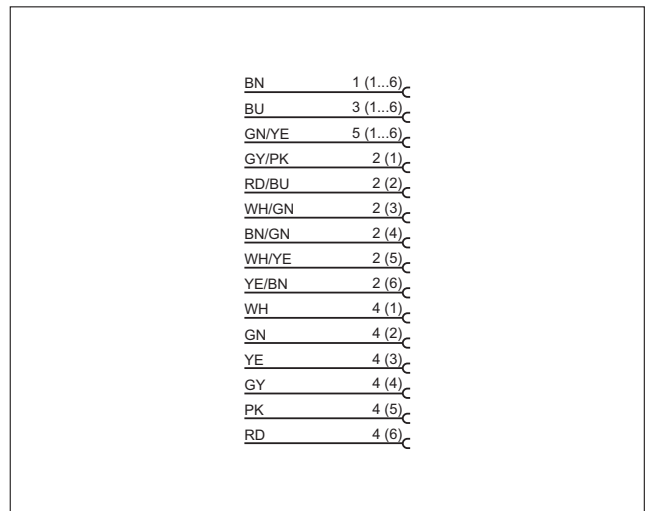 BN 1 (1...6)
BU 3 (1...6)
GN/YE 5 (1...6)
GY/PK 2 (1)
RD/BU 2 (2)
WH/GN 2 (3)
BN/GN 2 (4)
WH/YE 2 (5)
YE/BN 2 (6)
WH 4 (1)
GN 4 (2)
YE 4 (3)
GY 4 (4)
PK 4 (5)
RD 4 (6)